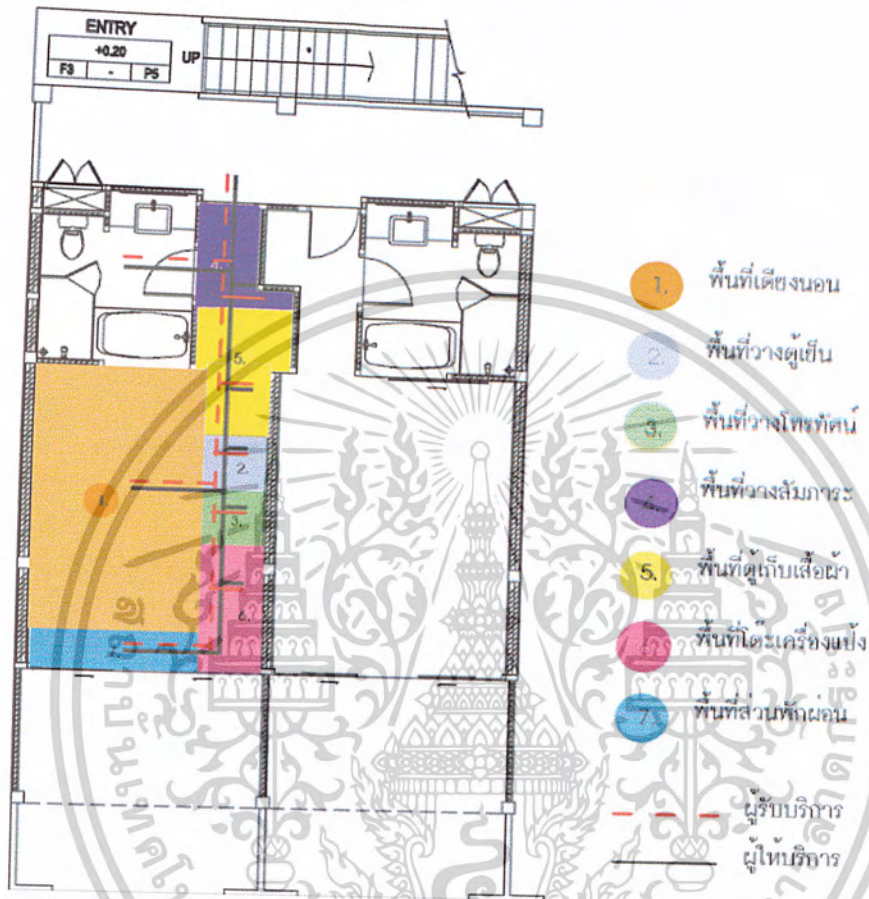 ENTRY
+0.20
F3 - P5
UP
1.
2.
3.
5.
6.
1. พื้นที่เตียงนอน
2. พื้นที่วางตู้เย็น
3. พื้นที่วางโทรทัศน์
4. พื้นที่วางสัมภาระ
5. พื้นที่ตู้เก็บเสื้อผ้า
พื้นที่โต๊ะเครื่องแป้ง
7. พื้นที่ส่วนพักผ่อน
ผู้รับบริการ
ผู้ให้บริการ